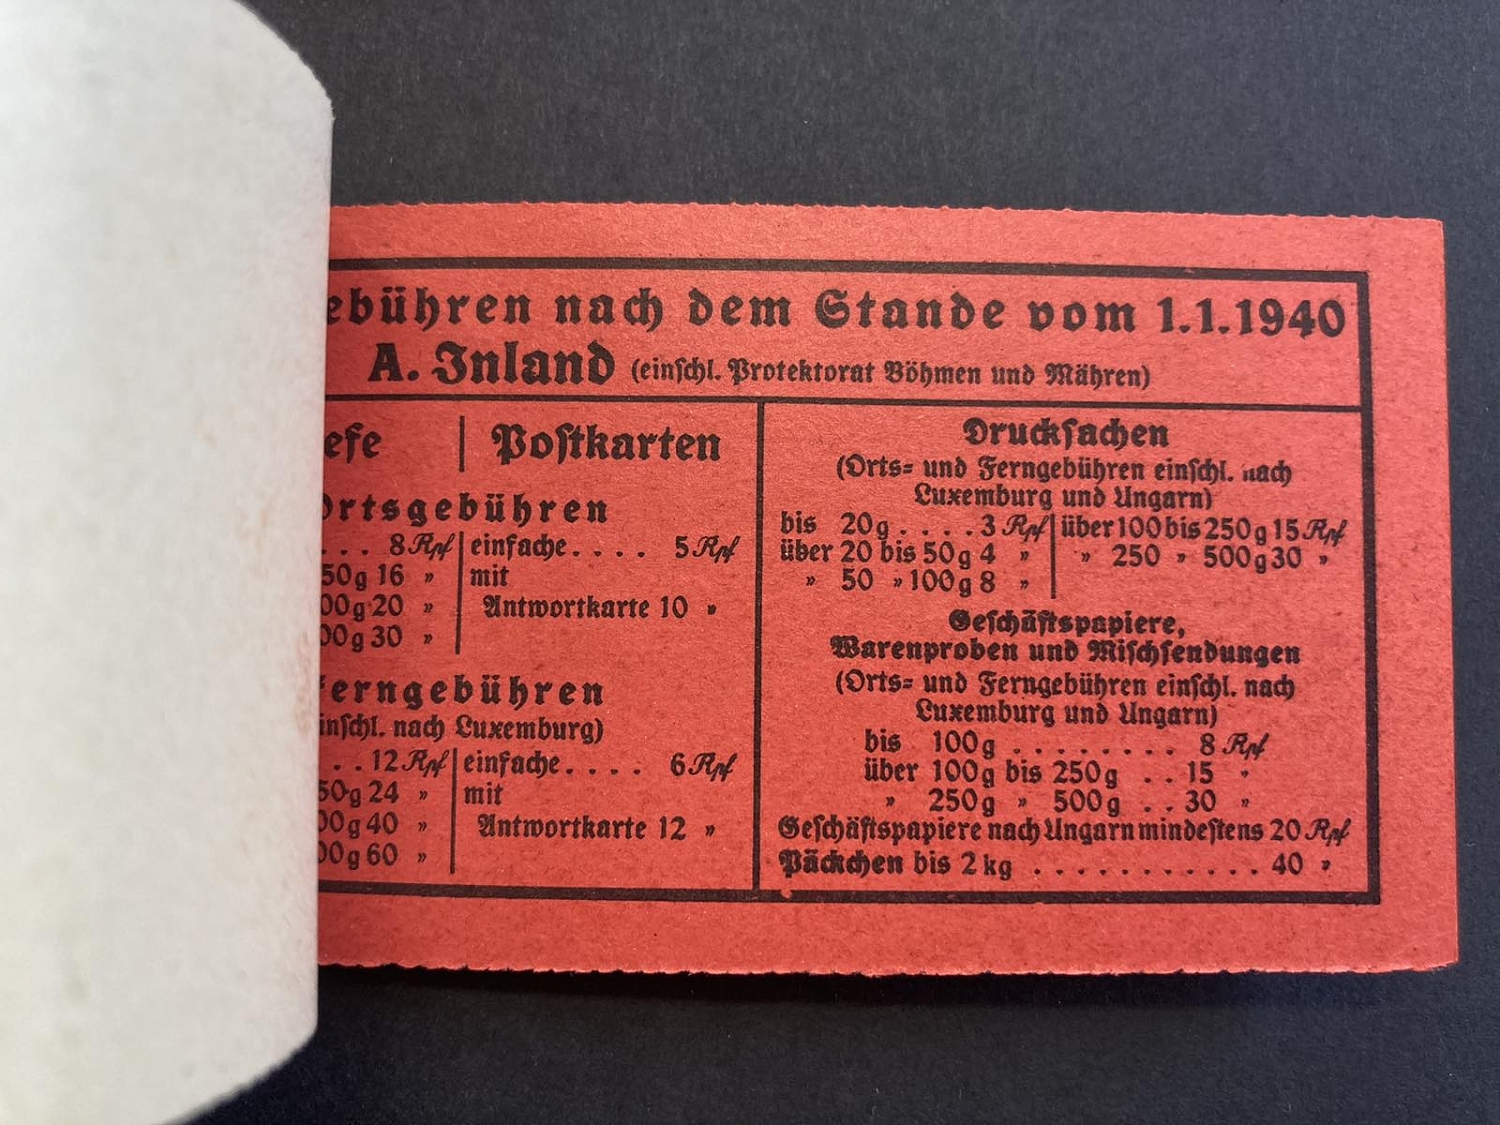 ebühren nach dem Stande vom 1.1.1940
A. Inland (einschl. Protektorat Böhmen und Mähren)
efe | Postkarten
Ortsgebühren
... 8 Rpf | einfache.... 5 Rpf
50g 16 " | mit
00g 20 " | Antwortkarte 10 "
00g 30 "
Ferngebühren
inschl. nach Luxemburg)
.. 12 Rpf | einfache.... 6 Rpf
50g 24 " | mit
00g 40 " | Antwortkarte 12 "
00g 60 "
Drucksachen
(Orts= und Ferngebühren einschl. nach
Luxemburg und Ungarn)
bis 20g .... 3 Rpf | über 100 bis 250g 15 Rpf
über 20 bis 50g 4 " | " 250 " 500g 30 "
" 50 " 100g 8 "
Geschäftspapiere,
Warenproben und Mischsendungen
(Orts= und Ferngebühren einschl. nach
Luxemburg und Ungarn)
bis 100g ........ 8 Rpf
über 100g bis 250g .. 15 "
" 250g " 500g .. 30 "
Geschäftspapiere nach Ungarn mindestens 20 Rpf
Päckchen bis 2 kg ........... 40 "